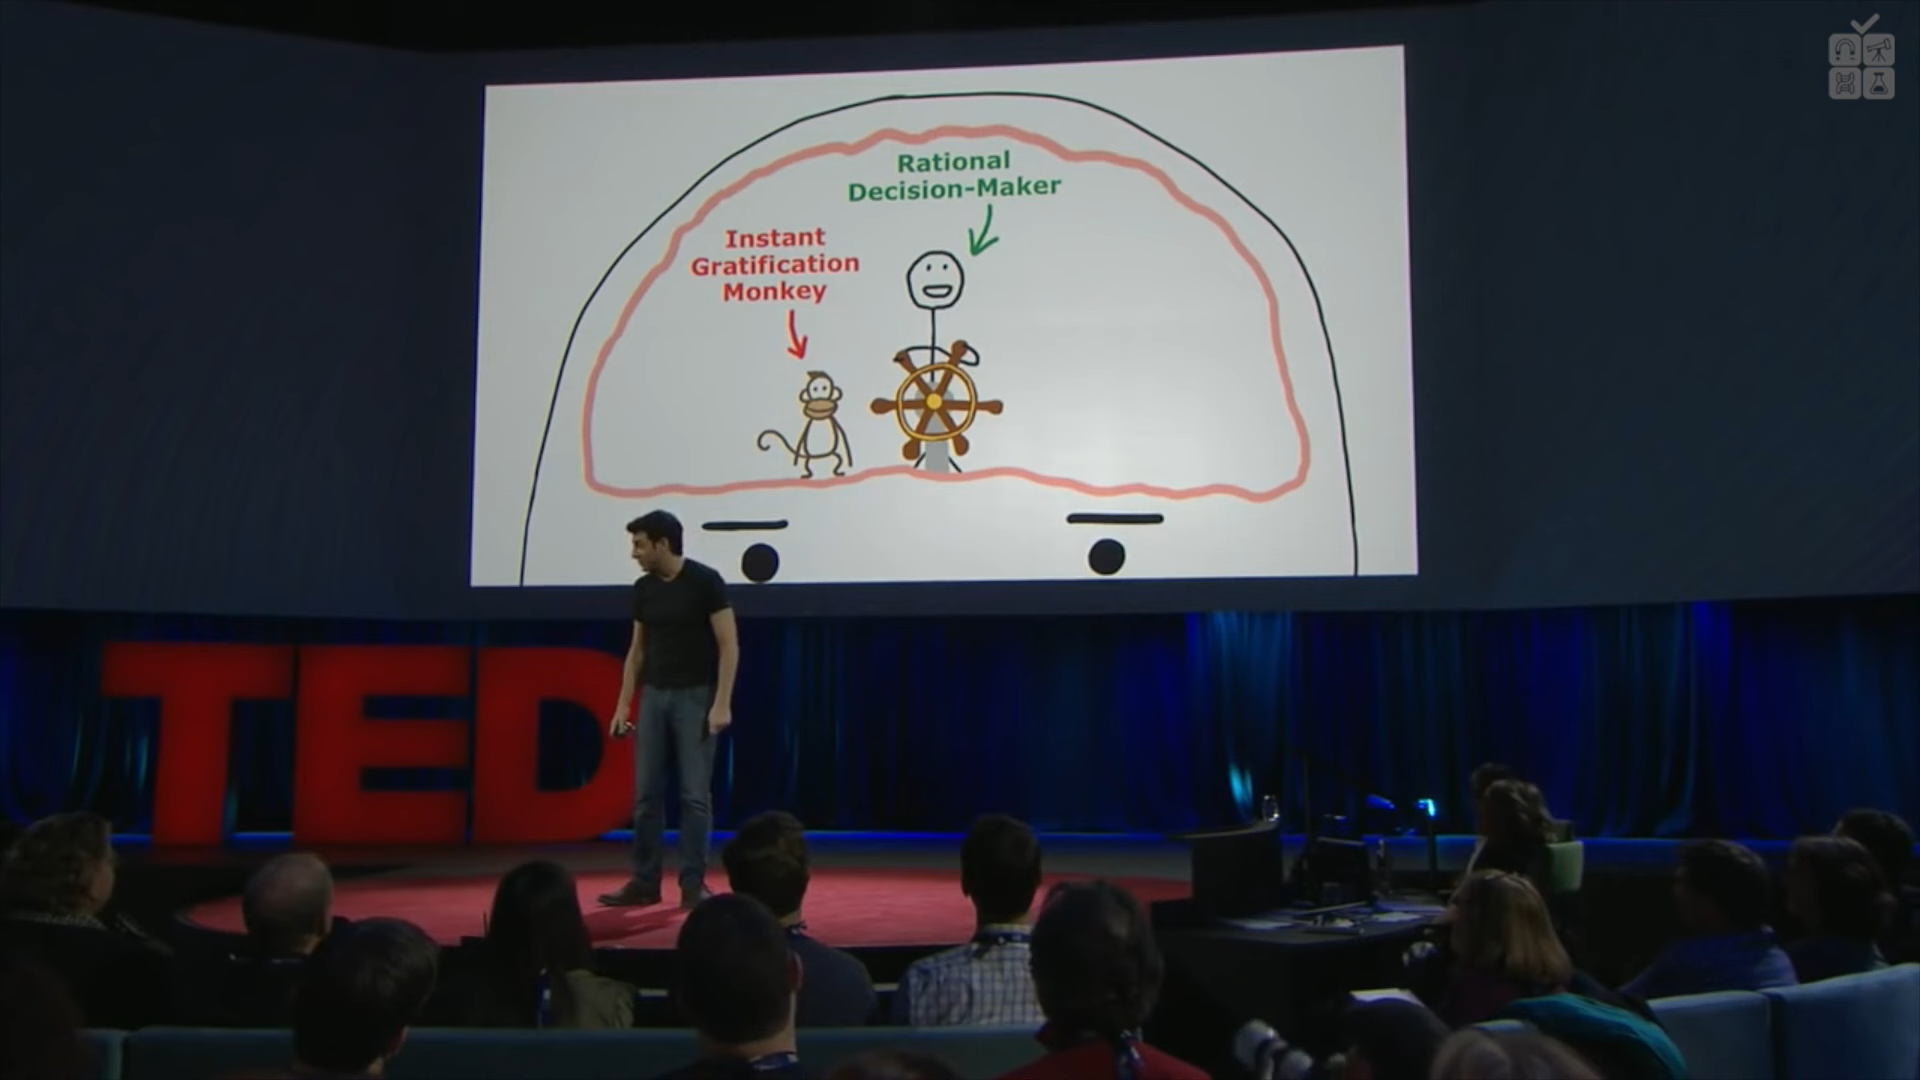 Rational
Decision-Maker
Instant
Gratification
Monkey
TED